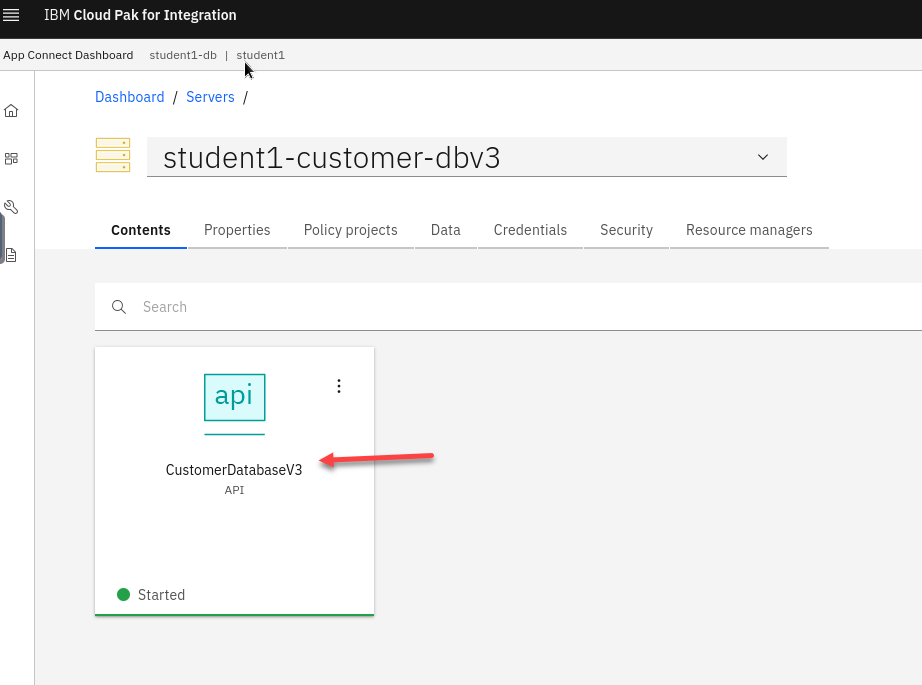 IBM Cloud Pak for Integration
App Connect Dashboard student1-db | student1
Dashboard / Servers /
student1-customer-dbv3
Contents Properties Policy projects Data Credentials Security Resource managers
Search
api
CustomerDatabaseV3
API
Started